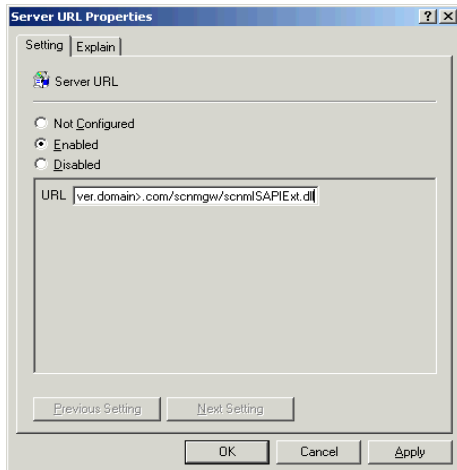 Server URL Properties
Setting
Explain
Server URL
Not Configured
Enabled
Disabled
URL
ver.domain>.com/scnmgw/scnmISAPIExt.dll
Previous Setting
Next Setting
OK
Cancel
Apply